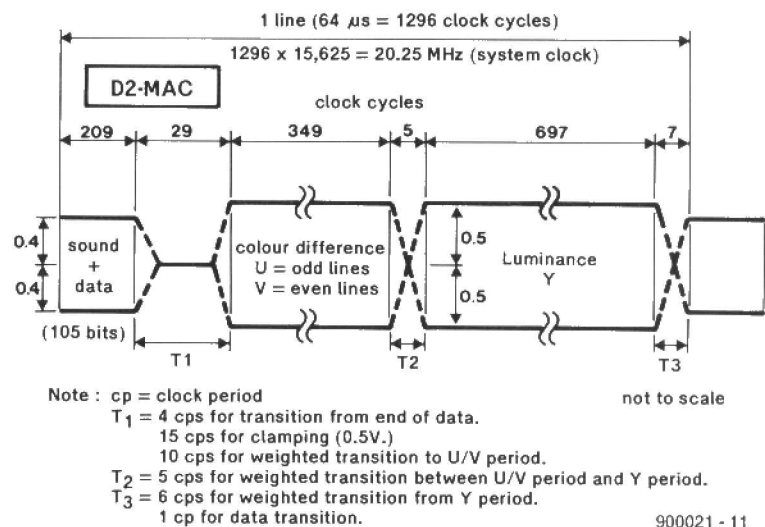 1 line (64 µs = 1296 clock cycles)
1296 x 15,625 = 20.25 MHz (system clock)
D2-MAC
clock cycles
209 29 349 5 697 7
0.4
0.4
sound
+
data
(105 bits)
colour difference
U = odd lines
V = even lines
0.5
0.5
Luminance
Y
T1 T2 T3
Note : cp = clock period not to scale
T1 = 4 cps for transition from end of data.
15 cps for clamping (0.5V.)
10 cps for weighted transition to U/V period.
T2 = 5 cps for weighted transition between U/V period and Y period.
T3 = 6 cps for weighted transition from Y period.
1 cp for data transition.
900021 - 11